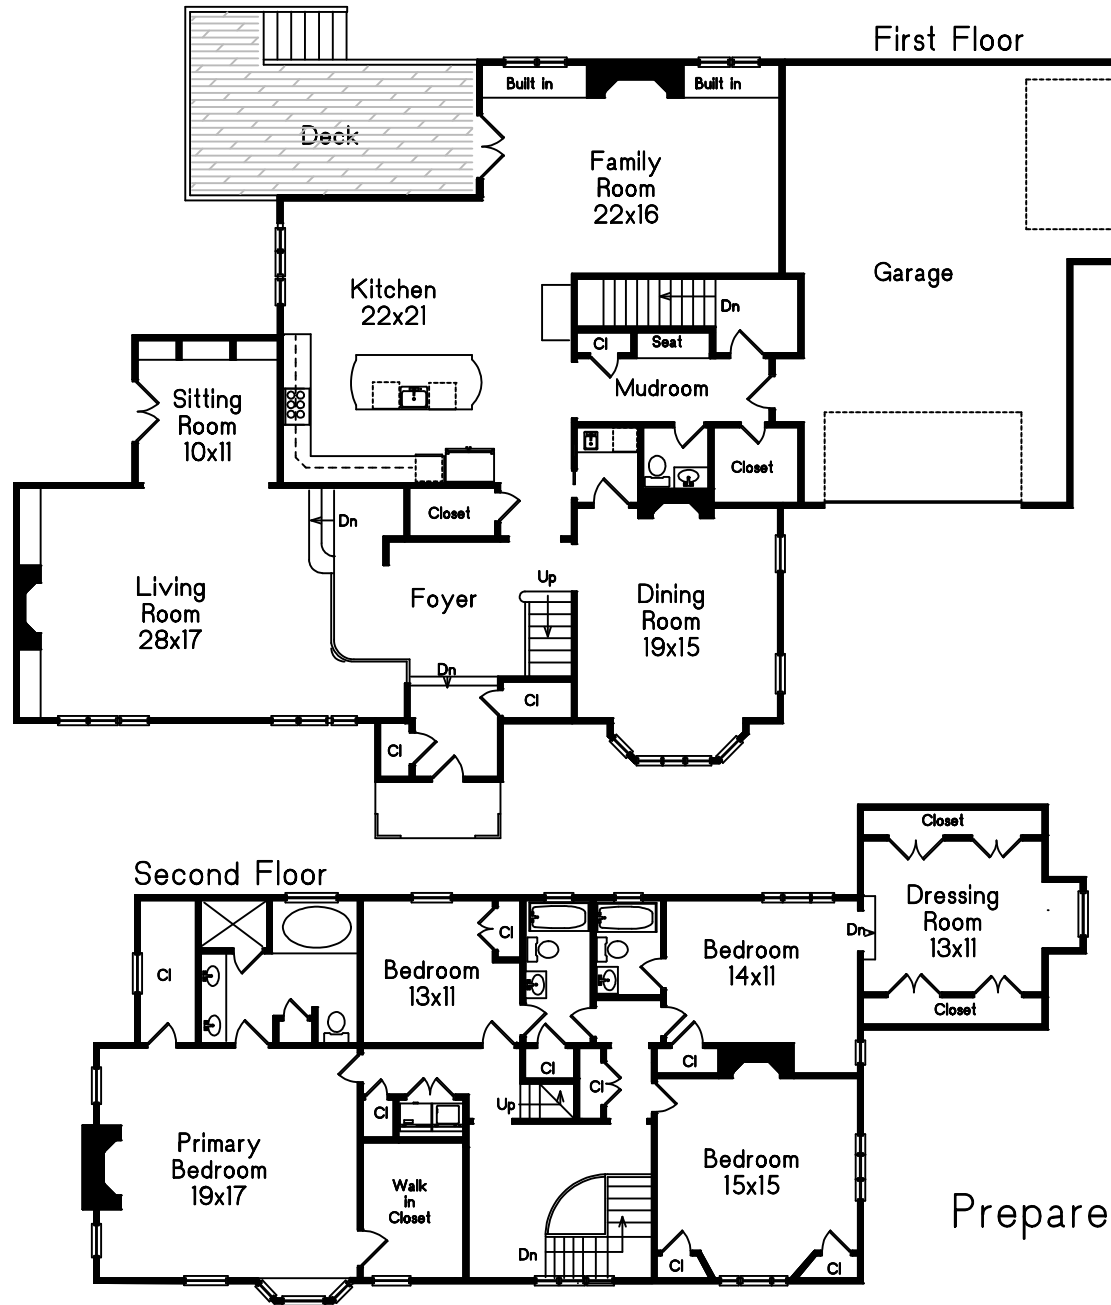 First Floor
Built in
Built in
Deck
Family
Room
22x16
Garage
Kitchen
22x21
Dn
Cl
Seat
Mudroom
Sitting
Room
10x11
Closet
Closet
Dn
Living
Room
28x17
Foyer
Up
Dining
Room
19x15
Dn
Cl
Cl
Second Floor
Closet
Dressing
Room
13x11
Dn
Closet
Cl
Cl
Bedroom
13x11
Bedroom
14x11
Cl
Cl
Cl
Up
Cl
Primary
Bedroom
19x17
Walk
in
Closet
Bedroom
15x15
Dn
Cl
Cl
Prepare